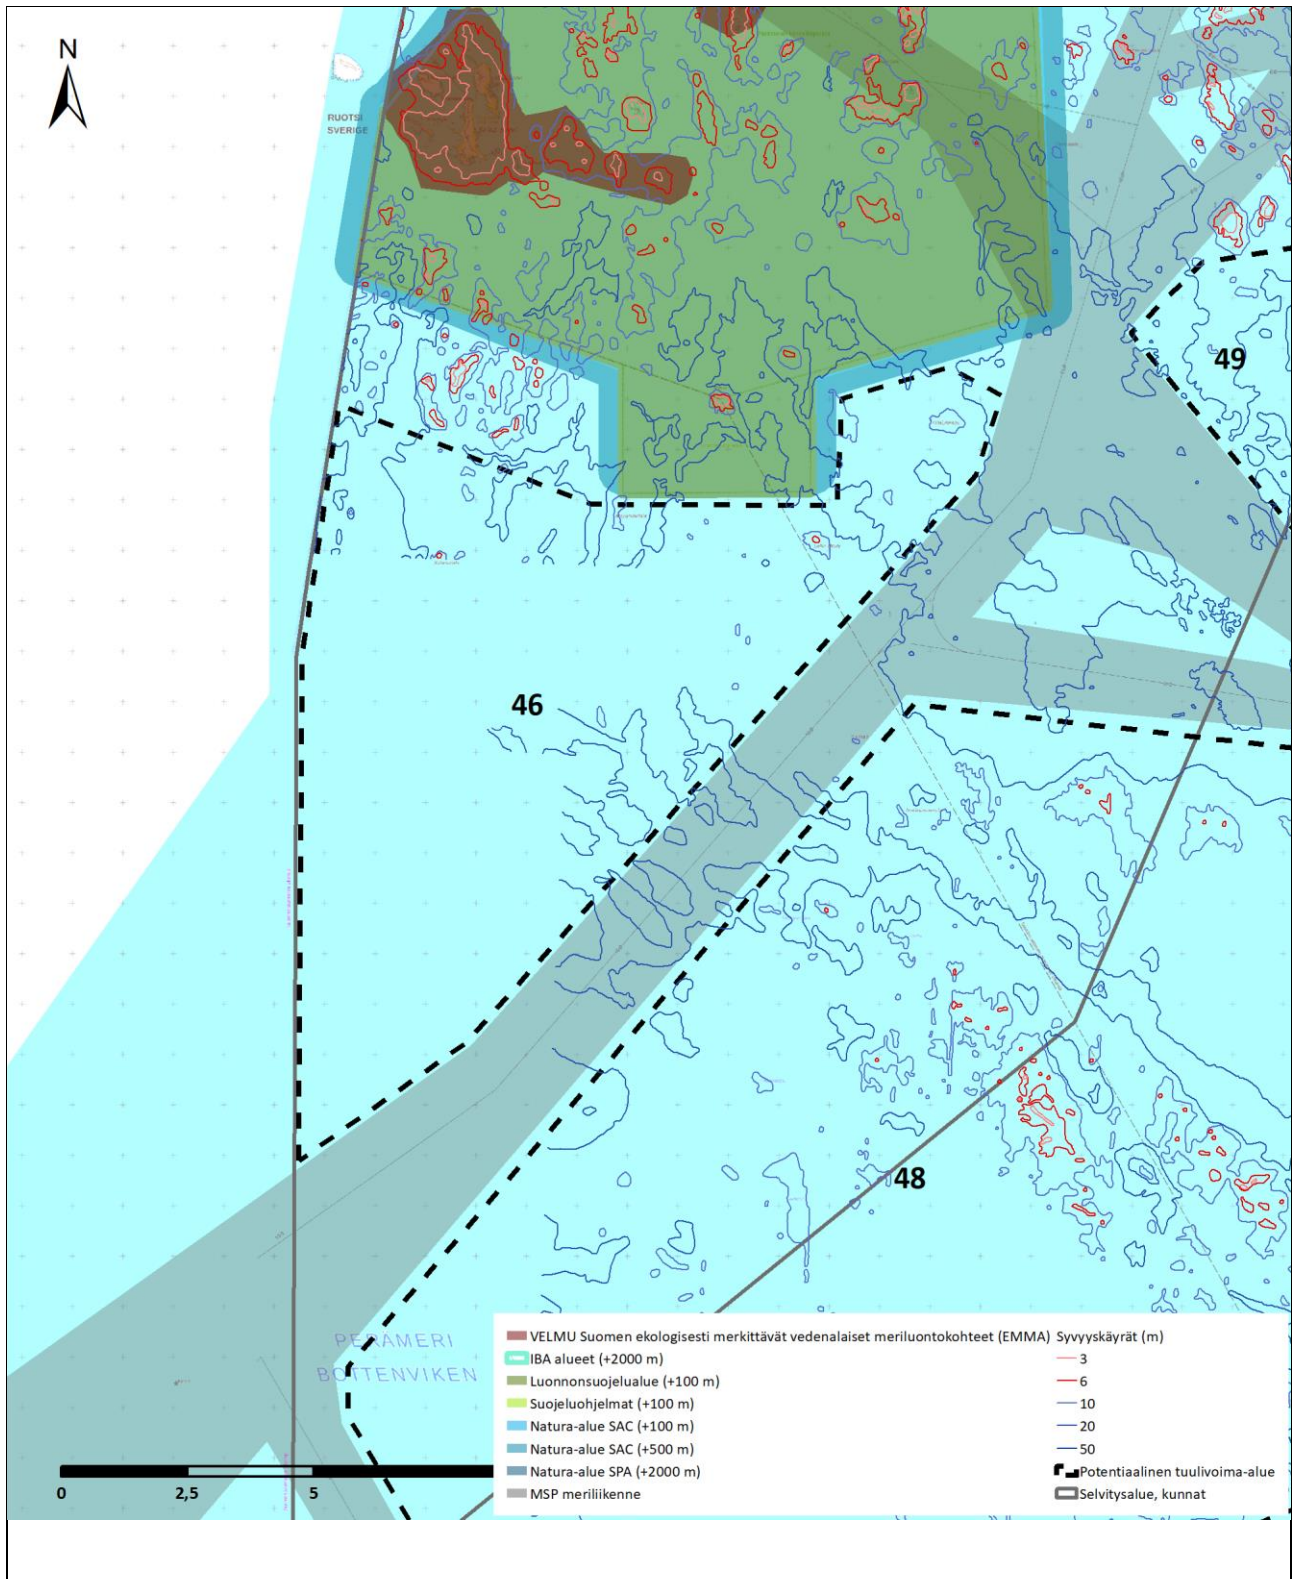 N
RUOTSI
SVERIGE
49
46
48
PERÄMERI
BOTTENVIKEN
0
2,5
5
VELMU Suomen ekologisesti merkittävät vedenalaiset meriluontokohteet (EMMA)
IBA alueet (+2000 m)
Luonnonsuojelualue (+100 m)
Suojeluohjelmat (+100 m)
Natura-alue SAC (+100 m)
Natura-alue SAC (+500 m)
Natura-alue SPA (+2000 m)
MSP meriliikenne
Syvyyskäyrät (m)
3
6
10
20
50
Potentiaalinen tuulivoima-alue
Selvitysalue, kunnat